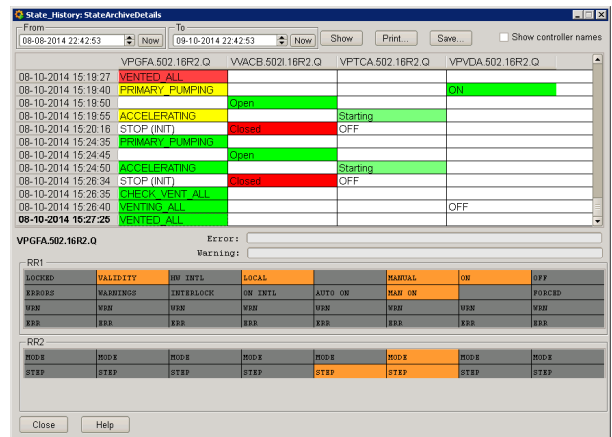 State_History: StateArchiveDetails
From To
08-08-2014 22:42:53 Now 09-10-2014 22:42:53 Now Show Print... Save... Show controller names
VPGFA.502.16R2.Q VVACB.502I.16R2.Q VPTCA.502.16R2.Q VPVDA.502.16R2.Q
08-10-2014 15:19:27 VENTED_ALL
08-10-2014 15:19:40 PRIMARY_PUMPING ON
08-10-2014 15:19:50 Open
08-10-2014 15:19:55 ACCELERATING Starting
08-10-2014 15:20:16 STOP (INIT) Closed OFF
08-10-2014 15:24:35 PRIMARY_PUMPING
08-10-2014 15:24:45 Open
08-10-2014 15:24:50 ACCELERATING Starting
08-10-2014 15:26:34 STOP (INIT) Closed OFF
08-10-2014 15:26:35 CHECK_VENT_ALL
08-10-2014 15:26:40 VENTING_ALL OFF
08-10-2014 15:27:25 VENTED_ALL
VPGFA.502.16R2.Q Error:
Warning:
RR1
LOCKED VALIDITY HW INTL LOCAL MANUAL ON OFF
ERRORS WARNINGS INTERLOCK ON INTL AUTO ON MAN ON FORCED
WRN WRN WRN WRN WRN WRN WRN WRN
ERR ERR ERR ERR ERR ERR ERR ERR
RR2
MODE MODE MODE MODE MODE MODE MODE MODE
STEP STEP STEP STEP STEP STEP STEP STEP
Close Help